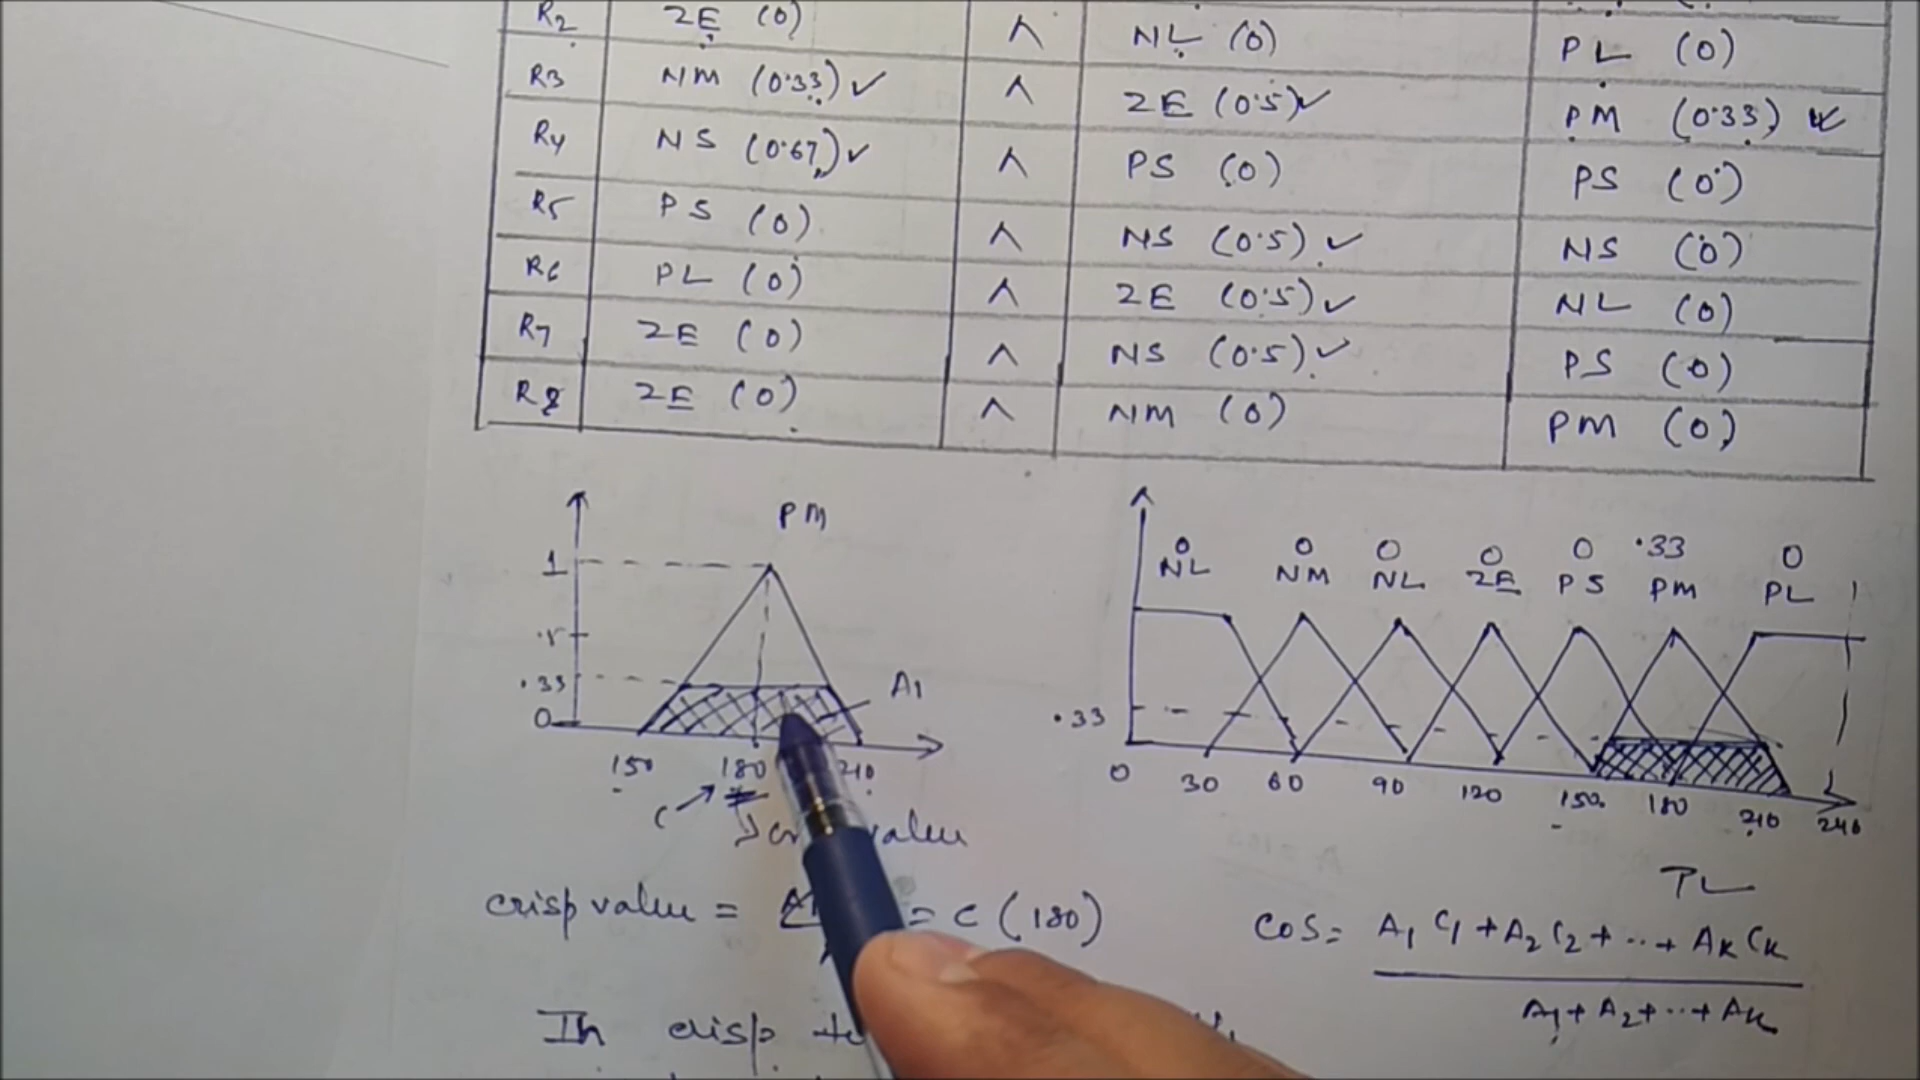 R2 ZE (0) ∧ NL (0) PL (0)
R3 NM (0.33) ✓ ∧ ZE (0.5) ✓ PM (0.33) ✓
R4 NS (0.67) ✓ ∧ PS (0) PS (0)
R5 PS (0) ∧ NS (0.5) ✓ NS (0)
R6 PL (0) ∧ ZE (0.5) ✓ NL (0)
R7 ZE (0) ∧ NS (0.5) ✓ PS (0)
R8 ZE (0) ∧ NM (0) PM (0)
PM
1
.5
.33
A1
0
150 180 210
C
value
0 0 0 0 0 .33 0
NL NM NL ZE PS PM PL 1
.33
0 30 60 90 120 150 180 210 240
TL
crisp value = = C (180)
COS = A1 C1 + A2 C2 + ... + AK CK
A1 + A2 + ... + AK
In crisp